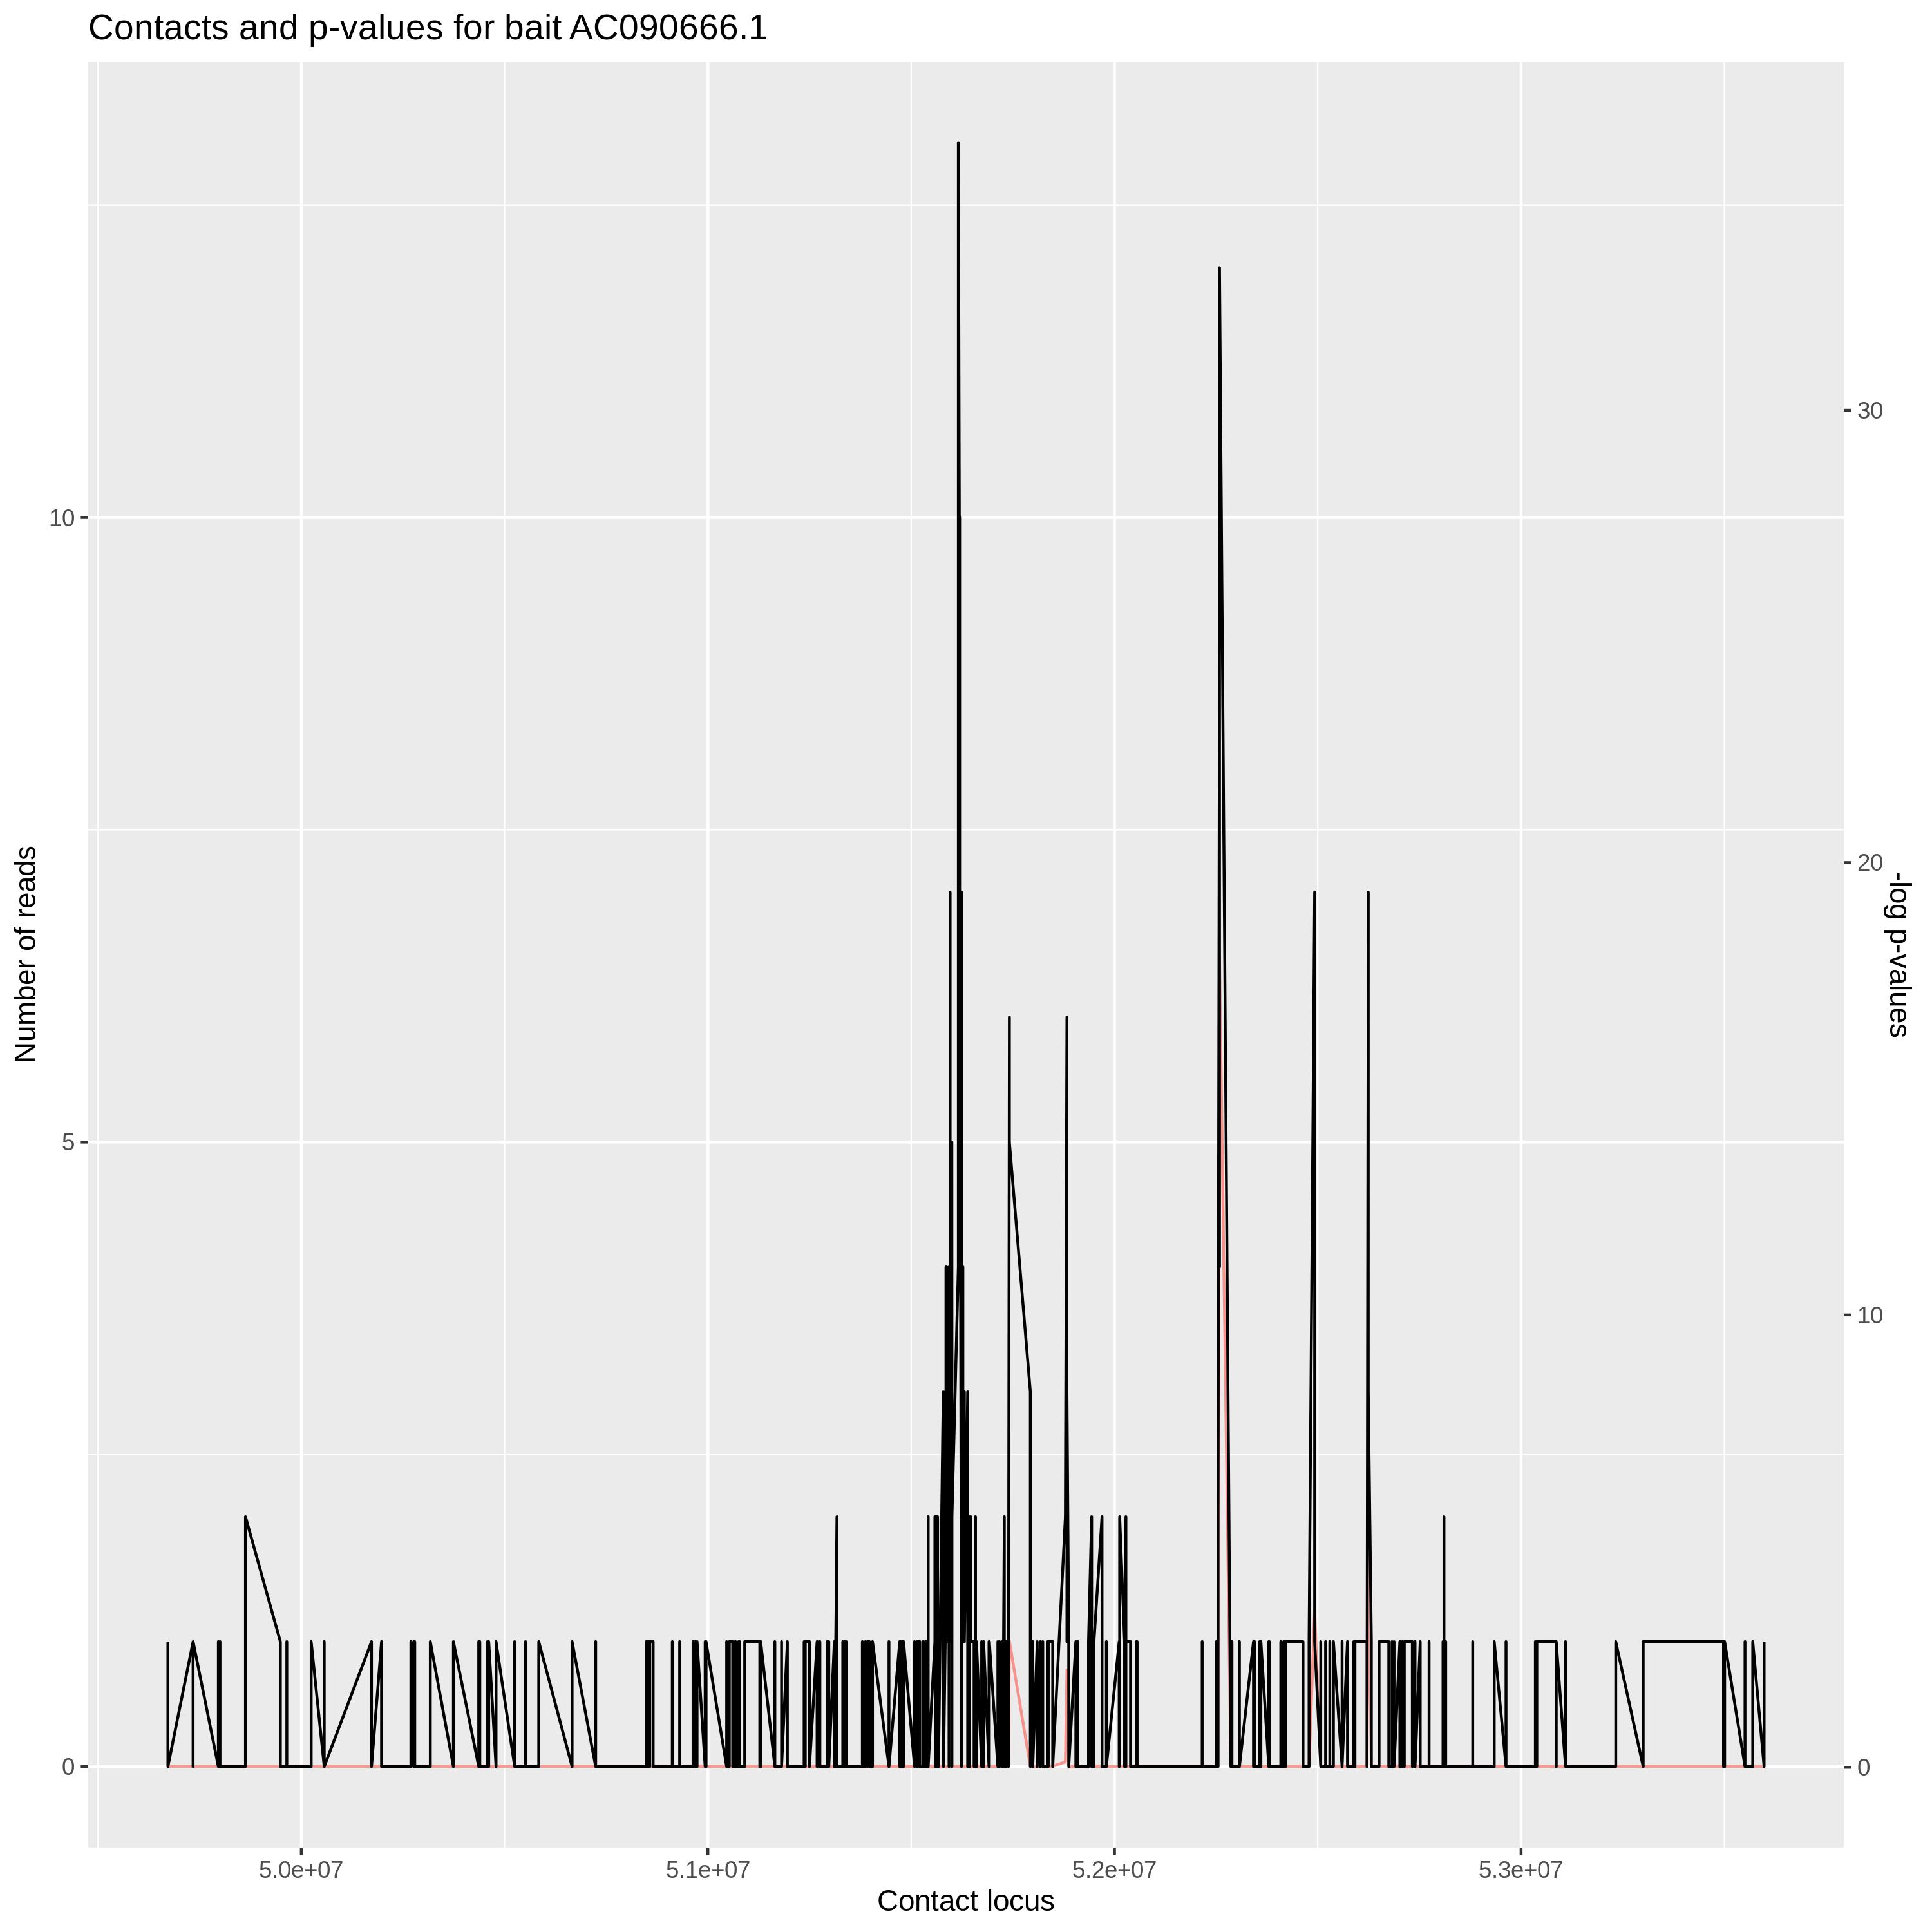 Contacts and p-values for bait AC090666.1
10
5
0
Number of reads
30
20
10
0
-log p-values
5.0e+07 5.1e+07 5.2e+07 5.3e+07
Contact locus